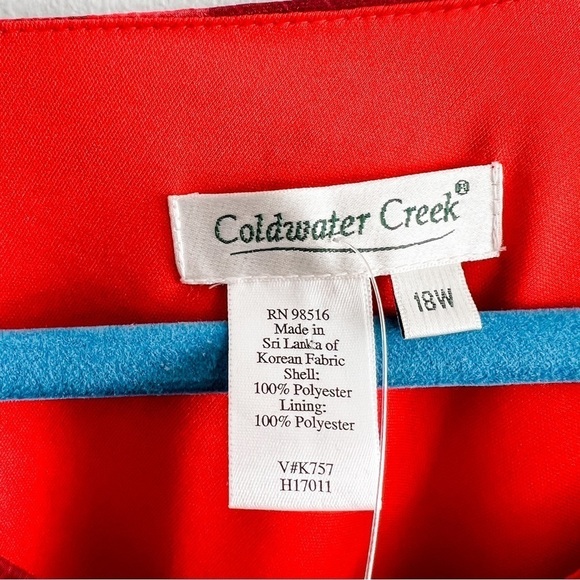 Coldwater Creek®
18W
RN 98516
Made in
Sri Lanka of
Korean Fabric
Shell:
100% Polyester
Lining:
100% Polyester
V#K757
H17011